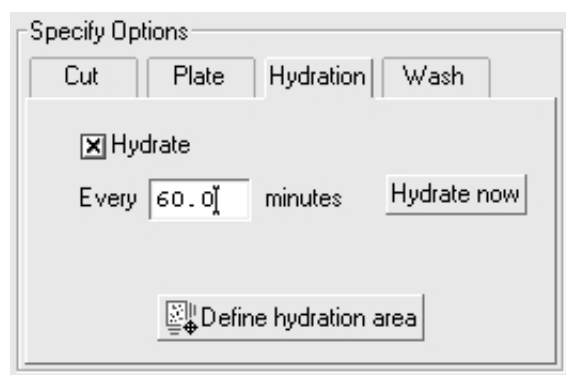 Specify Options
Cut Plate Hydration Wash
Hydrate
Every 60.0 minutes Hydrate now
Define hydration area